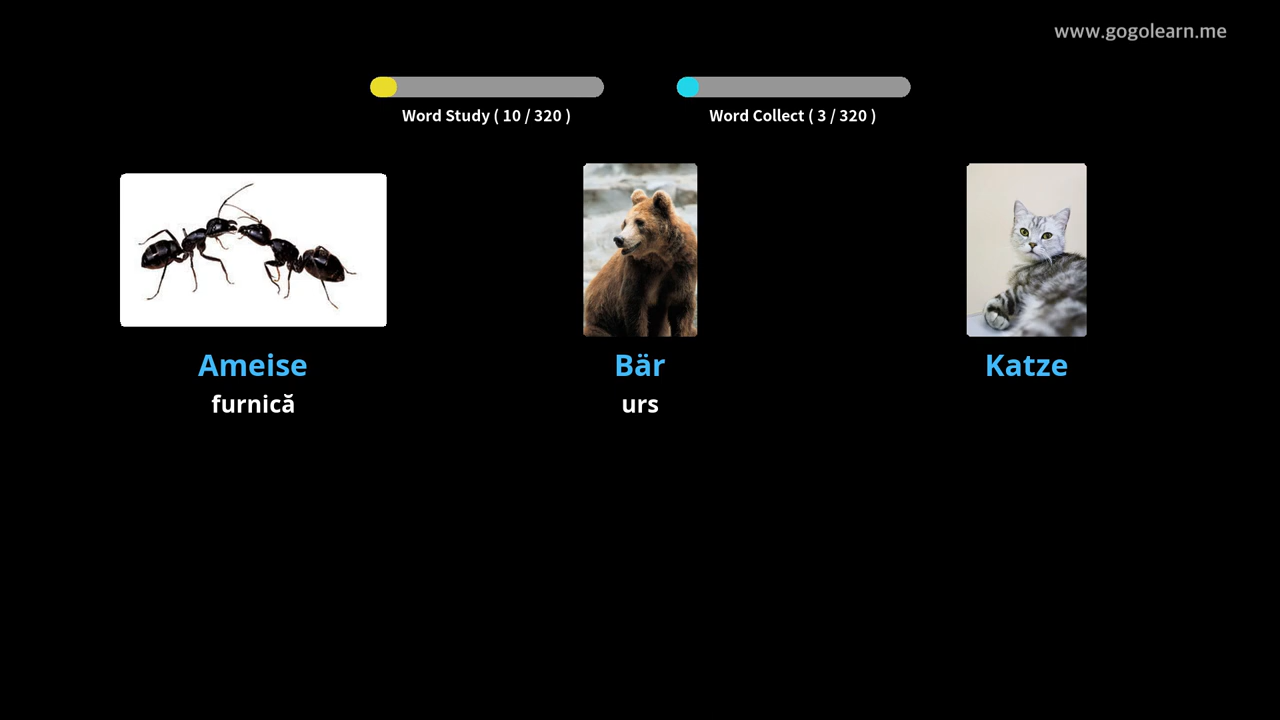 www.gogolearn.me
Word Study ( 10 / 320 )
Word Collect ( 3 / 320 )
Ameise
furnică
Bär
urs
Katze